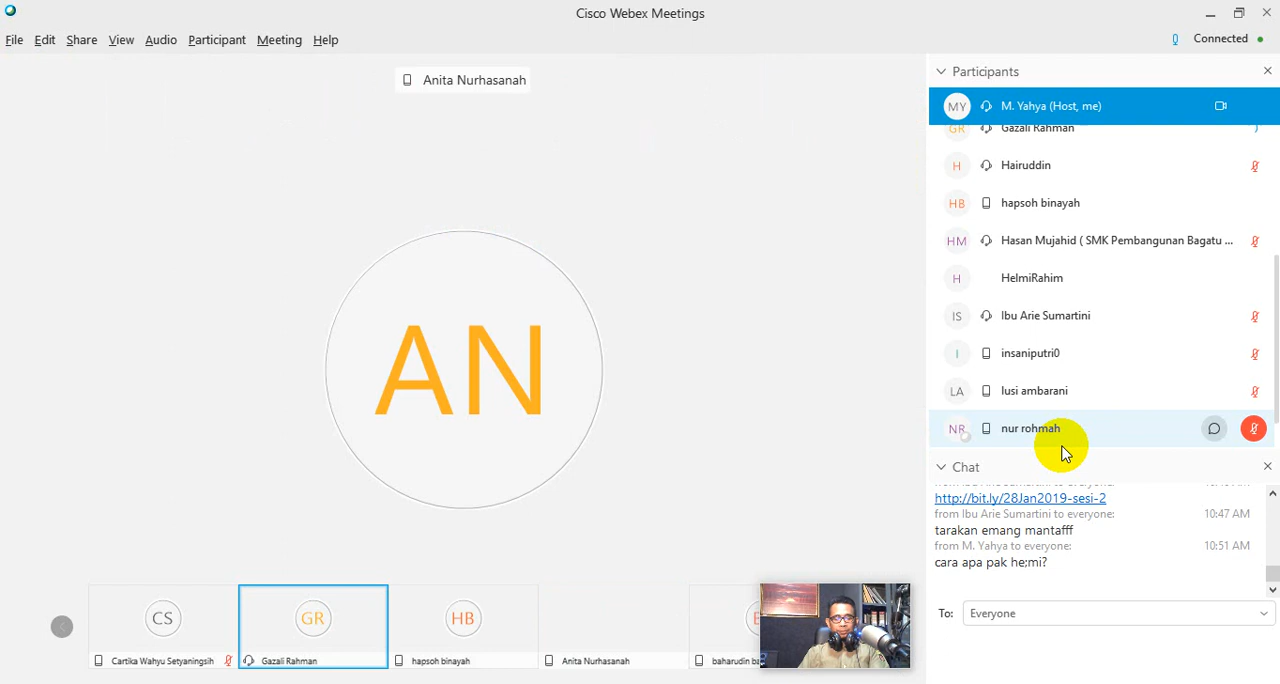 Cisco Webex Meetings
File Edit Share View Audio Participant Meeting Help
Connected
Anita Nurhasanah
AN
Participants
MY M. Yahya (Host, me)
GR Gazali Rahman
H Hairuddin
HB hapsoh binayah
HM Hasan Mujahid ( SMK Pembangunan Bagatu ...
H HelmiRahim
IS Ibu Arie Sumartini
I insaniputri0
LA lusi ambarani
NR nur rohmah
Chat
http://bit.ly/28Jan2019-sesi-2
from Ibu Arie Sumartini to everyone: 10:47 AM
tarakan emang mantafff
from M. Yahya to everyone: 10:51 AM
cara apa pak he;mi?
To: Everyone
CS
GR
HB
Cartika Wahyu Setyaningsih
Gazali Rahman
hapsoh binayah
Anita Nurhasanah
baharudin